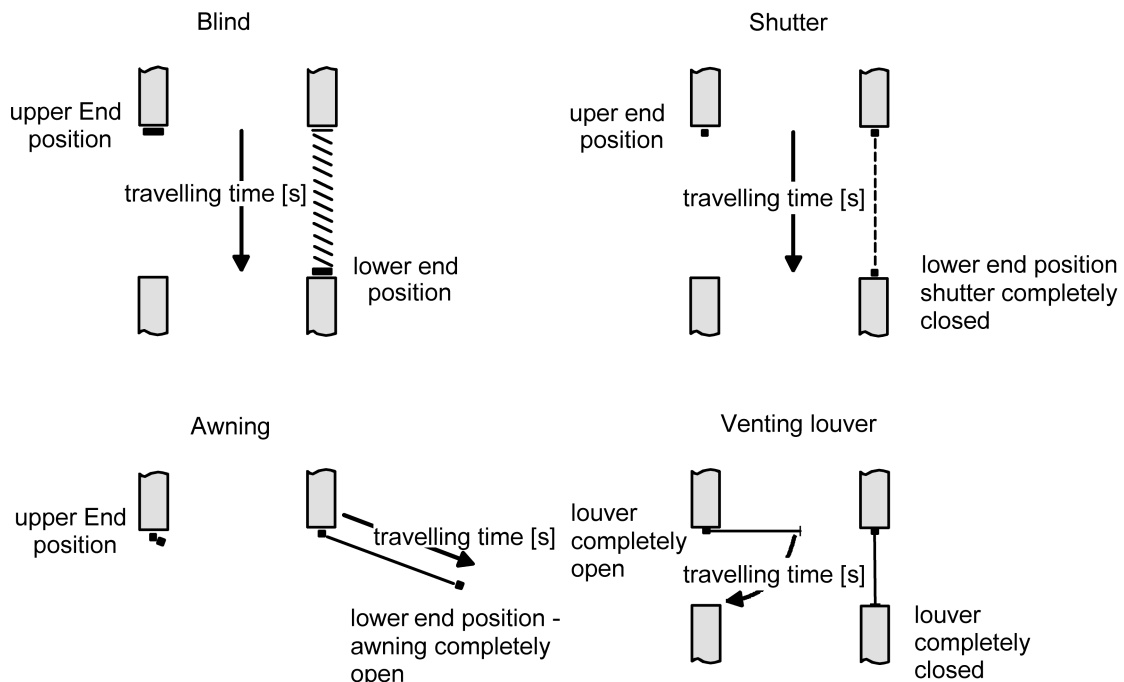 Blind
upper End
position
travelling time [s]
lower end
position
Shutter
uper end
position
travelling time [s]
lower end position
shutter completely
closed
Awning
upper End
position
travelling time [s]
lower end position -
awning completely
open
Venting louver
louver
completely
open
travelling time [s]
louver
completely
closed